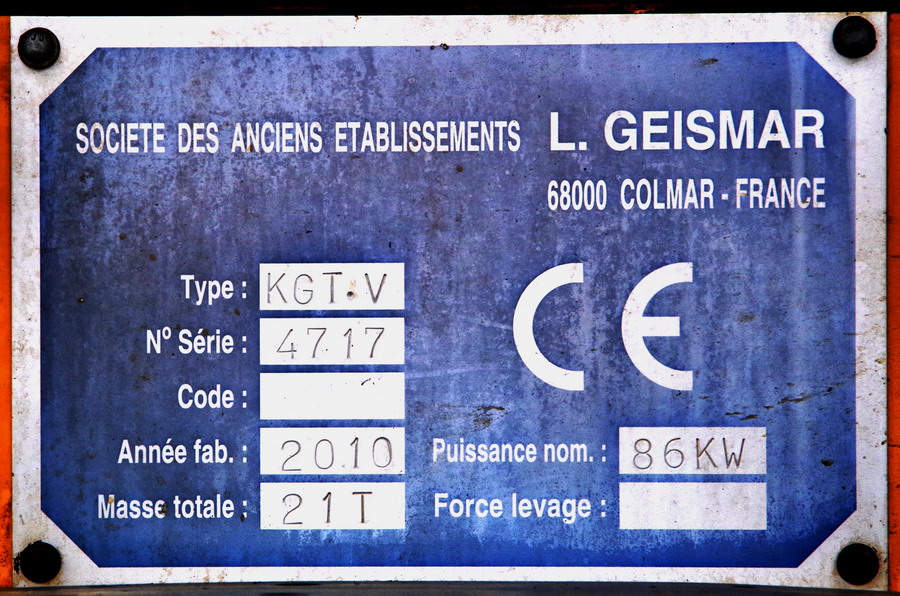 SOCIETE DES ANCIENS ETABLISSEMENTS L. GEISMAR
68000 COLMAR - FRANCE
Type : KGT.V
CE
Nº Série : 4717
Code :
Année fab. : 2010 Puissance nom. : 86KW
Masse totale : 21T Force levage :